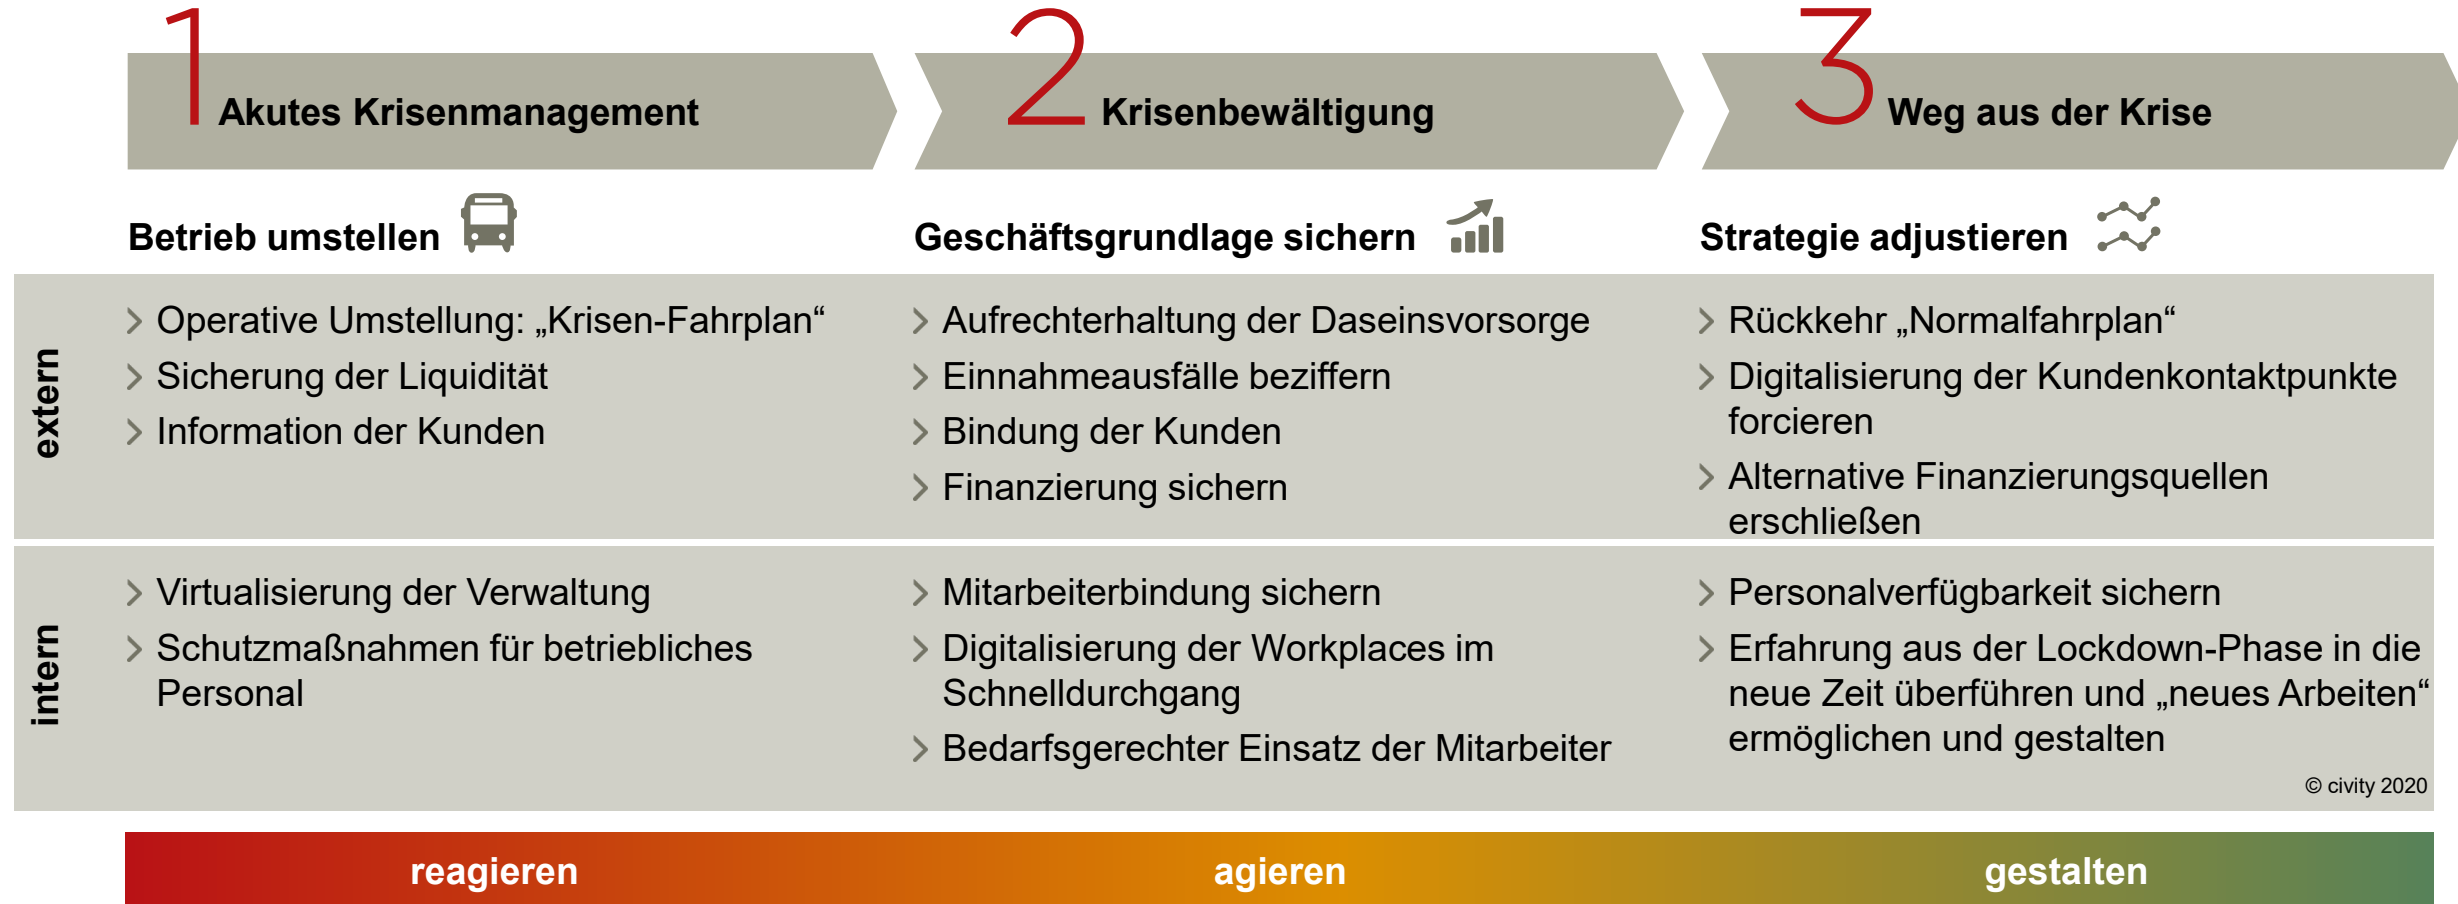 1 Akutes Krisenmanagement
2 Krisenbewältigung
3 Weg aus der Krise
Betrieb umstellen
Geschäftsgrundlage sichern
Strategie adjustieren
extern
Operative Umstellung: „Krisen-Fahrplan“
Sicherung der Liquidität
Information der Kunden
Aufrechterhaltung der Daseinsvorsorge
Einnahmeausfälle beziffern
Bindung der Kunden
Finanzierung sichern
Rückkehr „Normalfahrplan“
Digitalisierung der Kundenkontaktpunkte
forcieren
Alternative Finanzierungsquellen
erschließen
intern
Virtualisierung der Verwaltung
Schutzmaßnahmen für betriebliches
Personal
Mitarbeiterbindung sichern
Digitalisierung der Workplaces im
Schnelldurchgang
Bedarfsgerechter Einsatz der Mitarbeiter
Personalverfügbarkeit sichern
Erfahrung aus der Lockdown-Phase in die
neue Zeit überführen und „neues Arbeiten“
ermöglichen und gestalten
© civity 2020
reagieren
agieren
gestalten